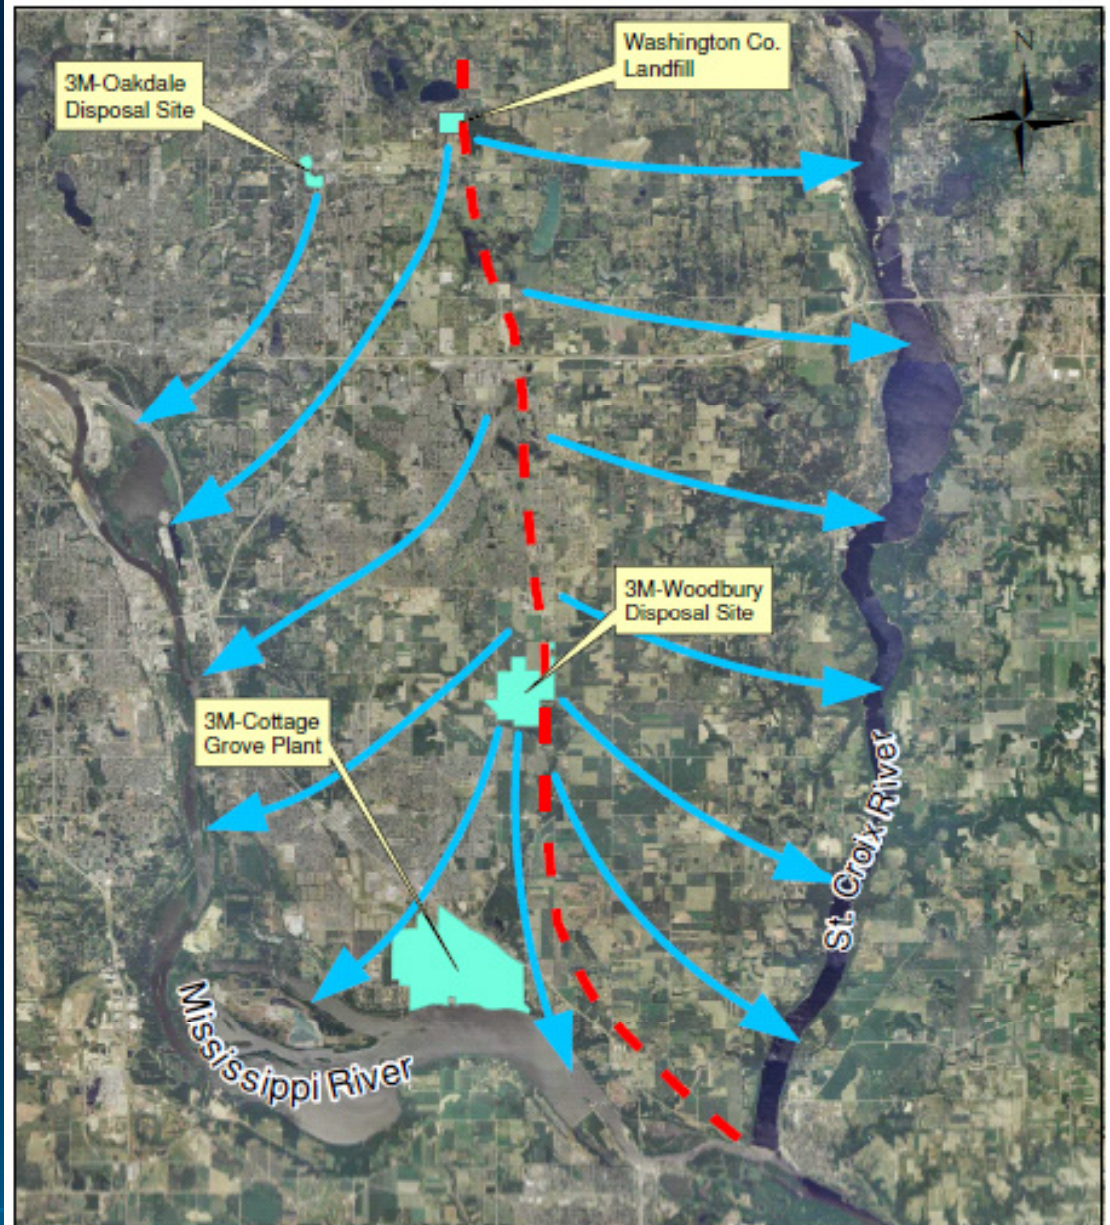 Washington Co.
Landfill
N
3M-Oakdale
Disposal Site
3M-Woodbury
Disposal Site
3M-Cottage
Grove Plant
St. Croix River
Mississippi River